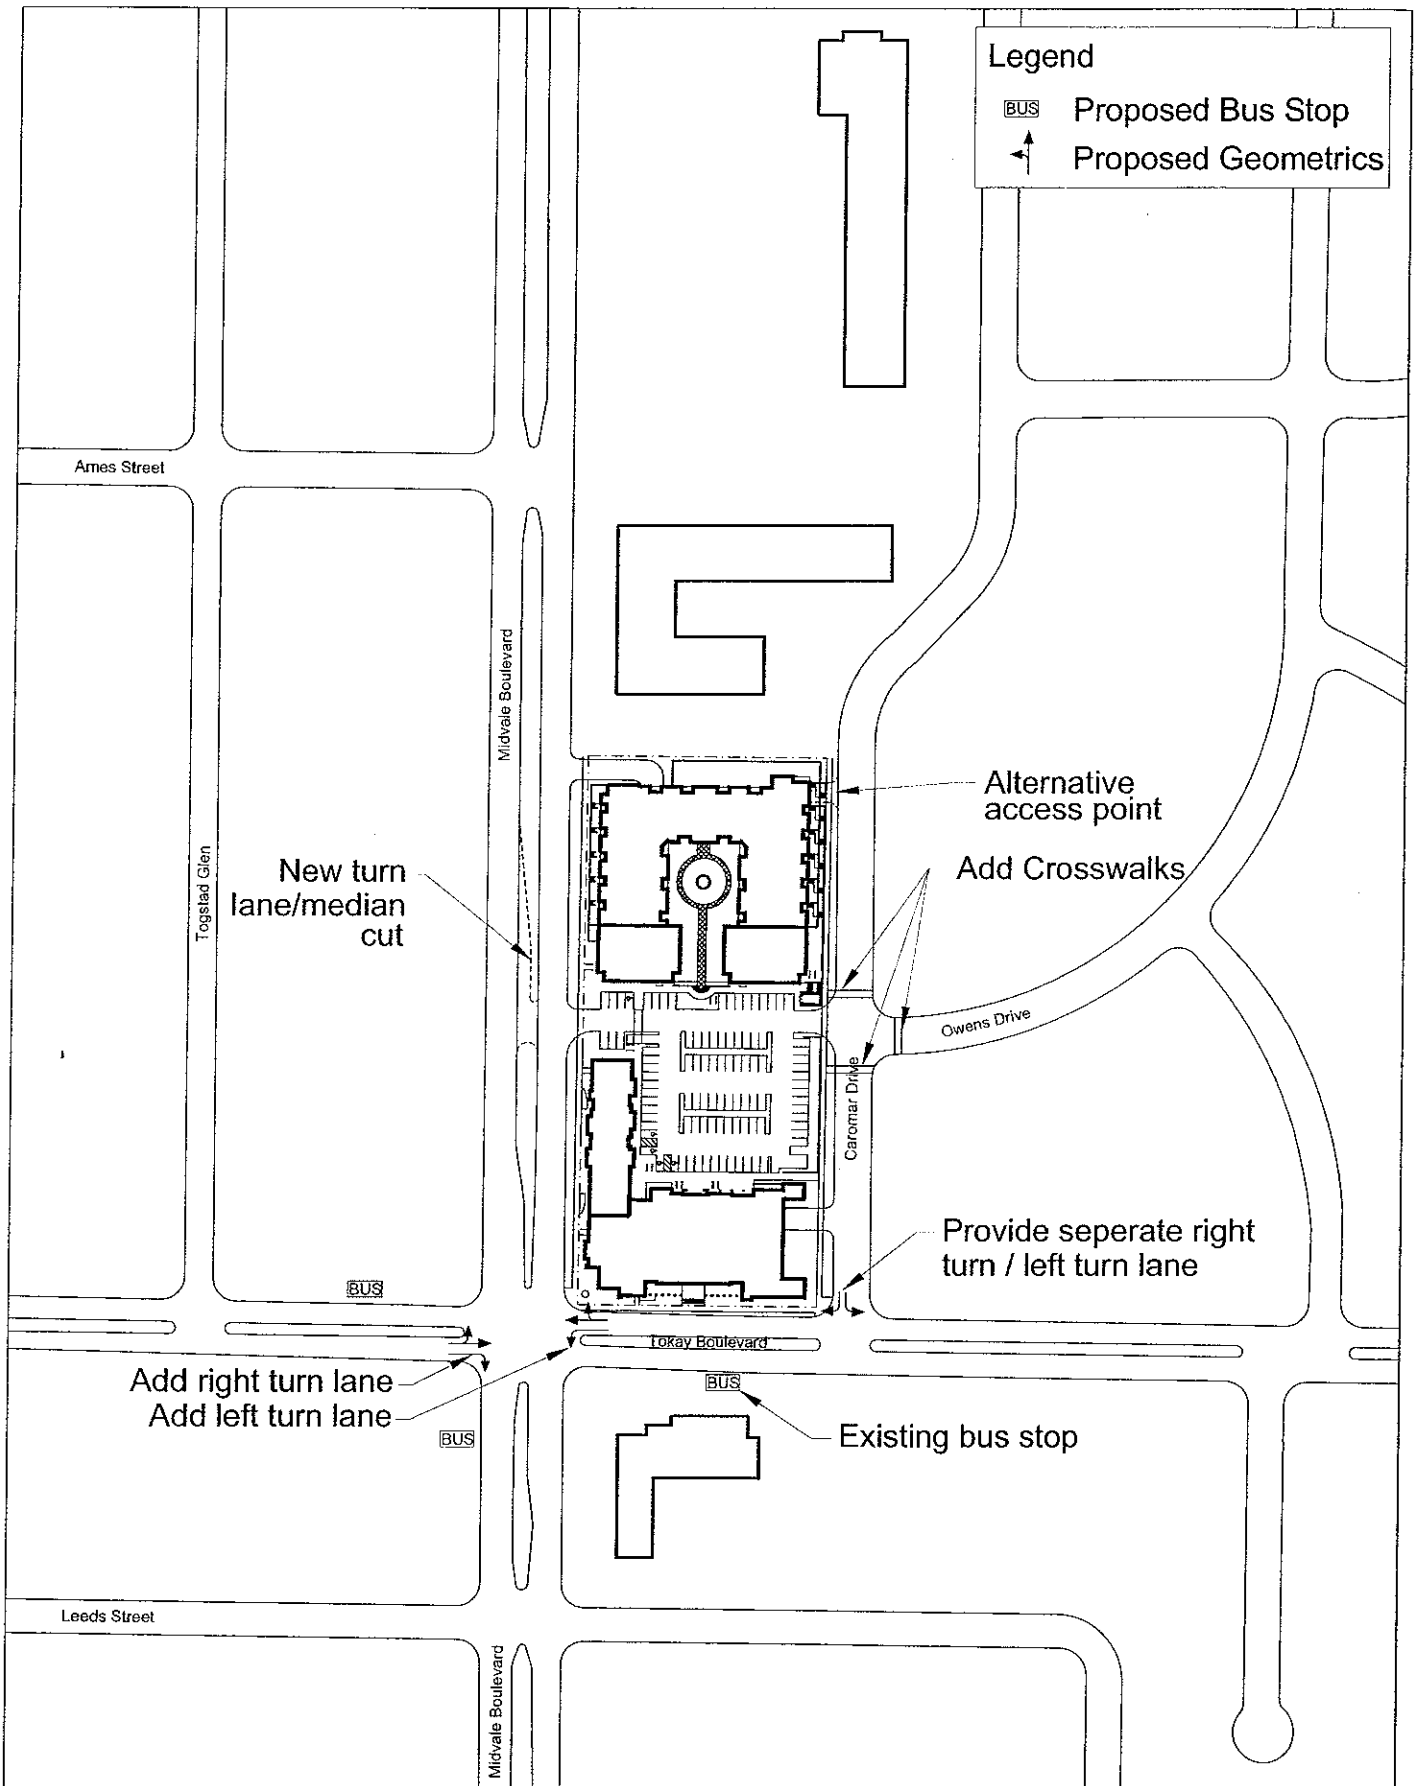 Legend
BUS Proposed Bus Stop
Proposed Geometrics
Ames Street
Midvale Boulevard
Togstad Glen
Alternative
access point
Add Crosswalks
New turn
lane/median
cut
Owens Drive
Caromar Drive
Provide seperate right
turn / left turn lane
BUS
Tokay Boulevard
Add right turn lane
Add left turn lane
BUS
BUS
Existing bus stop
Leeds Street
Midvale Boulevard